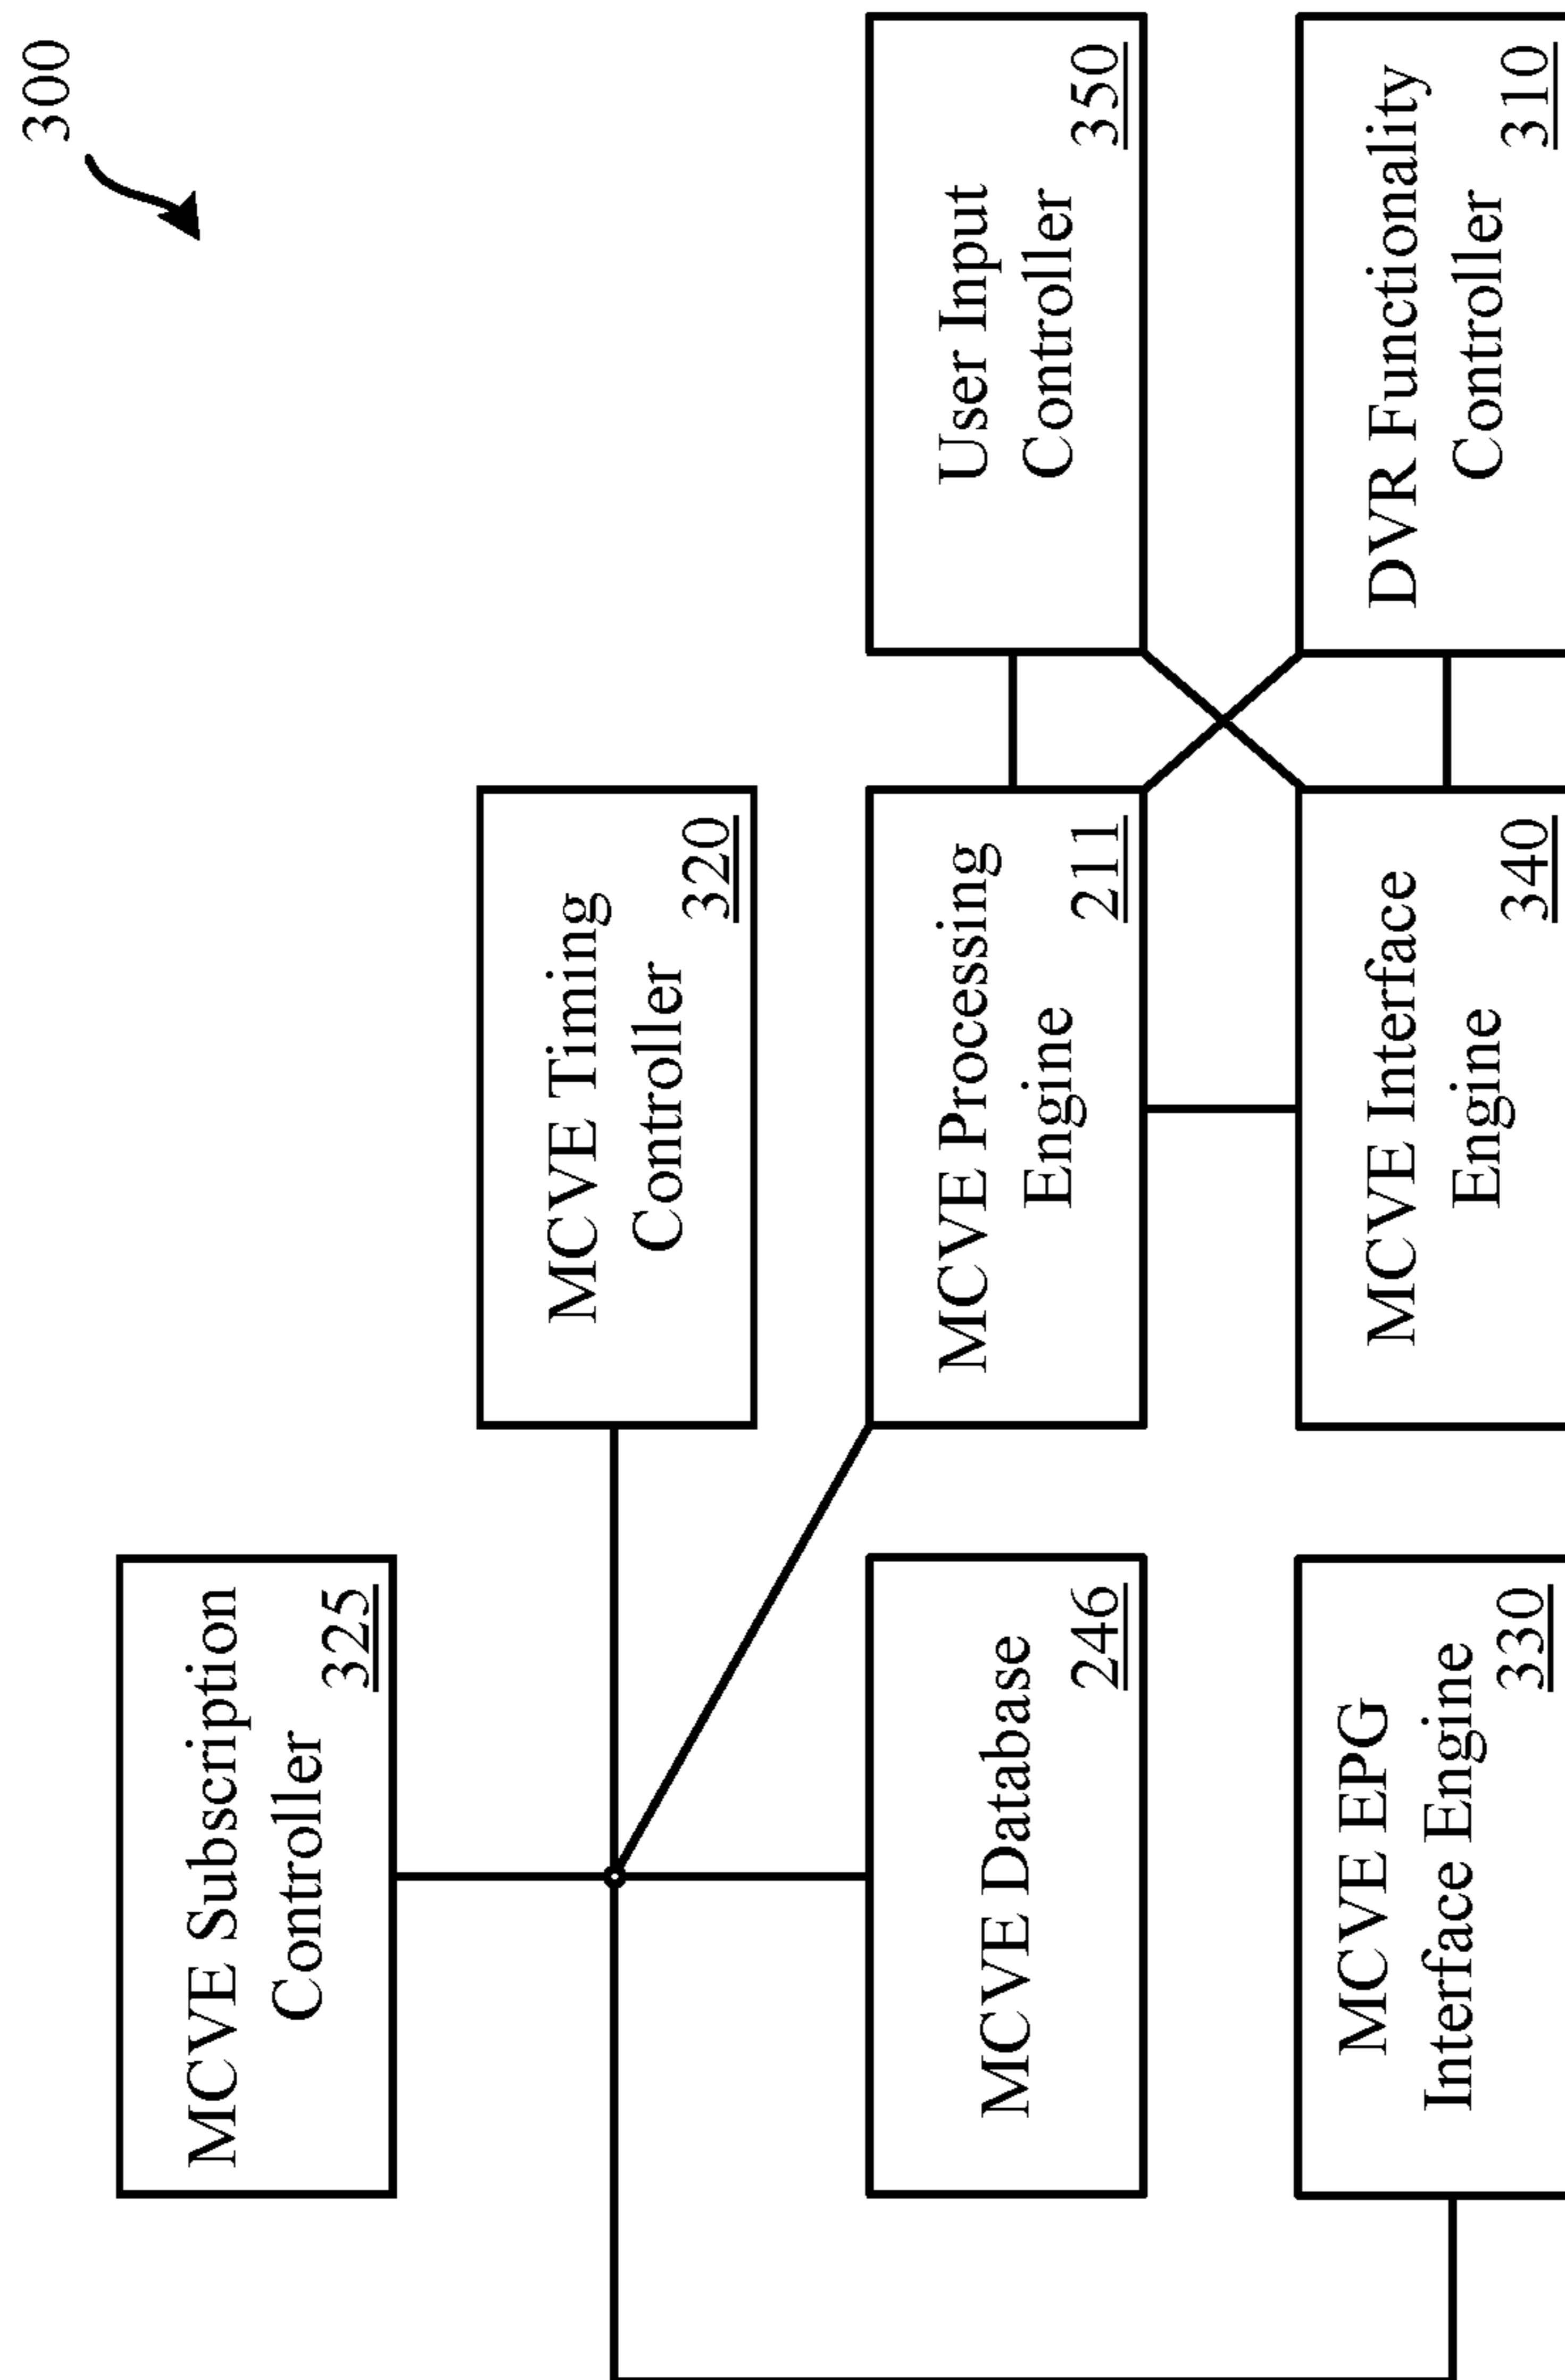 300
MCVE Subscription
Controller
325
MCVE Timing
Controller
320
MCVE Database
246
MCVE Processing
Engine
211
User Input
Controller
350
MCVE EPG
Interface Engine
330
MCVE Interface
Engine
340
DVR Functionality
Controller
310